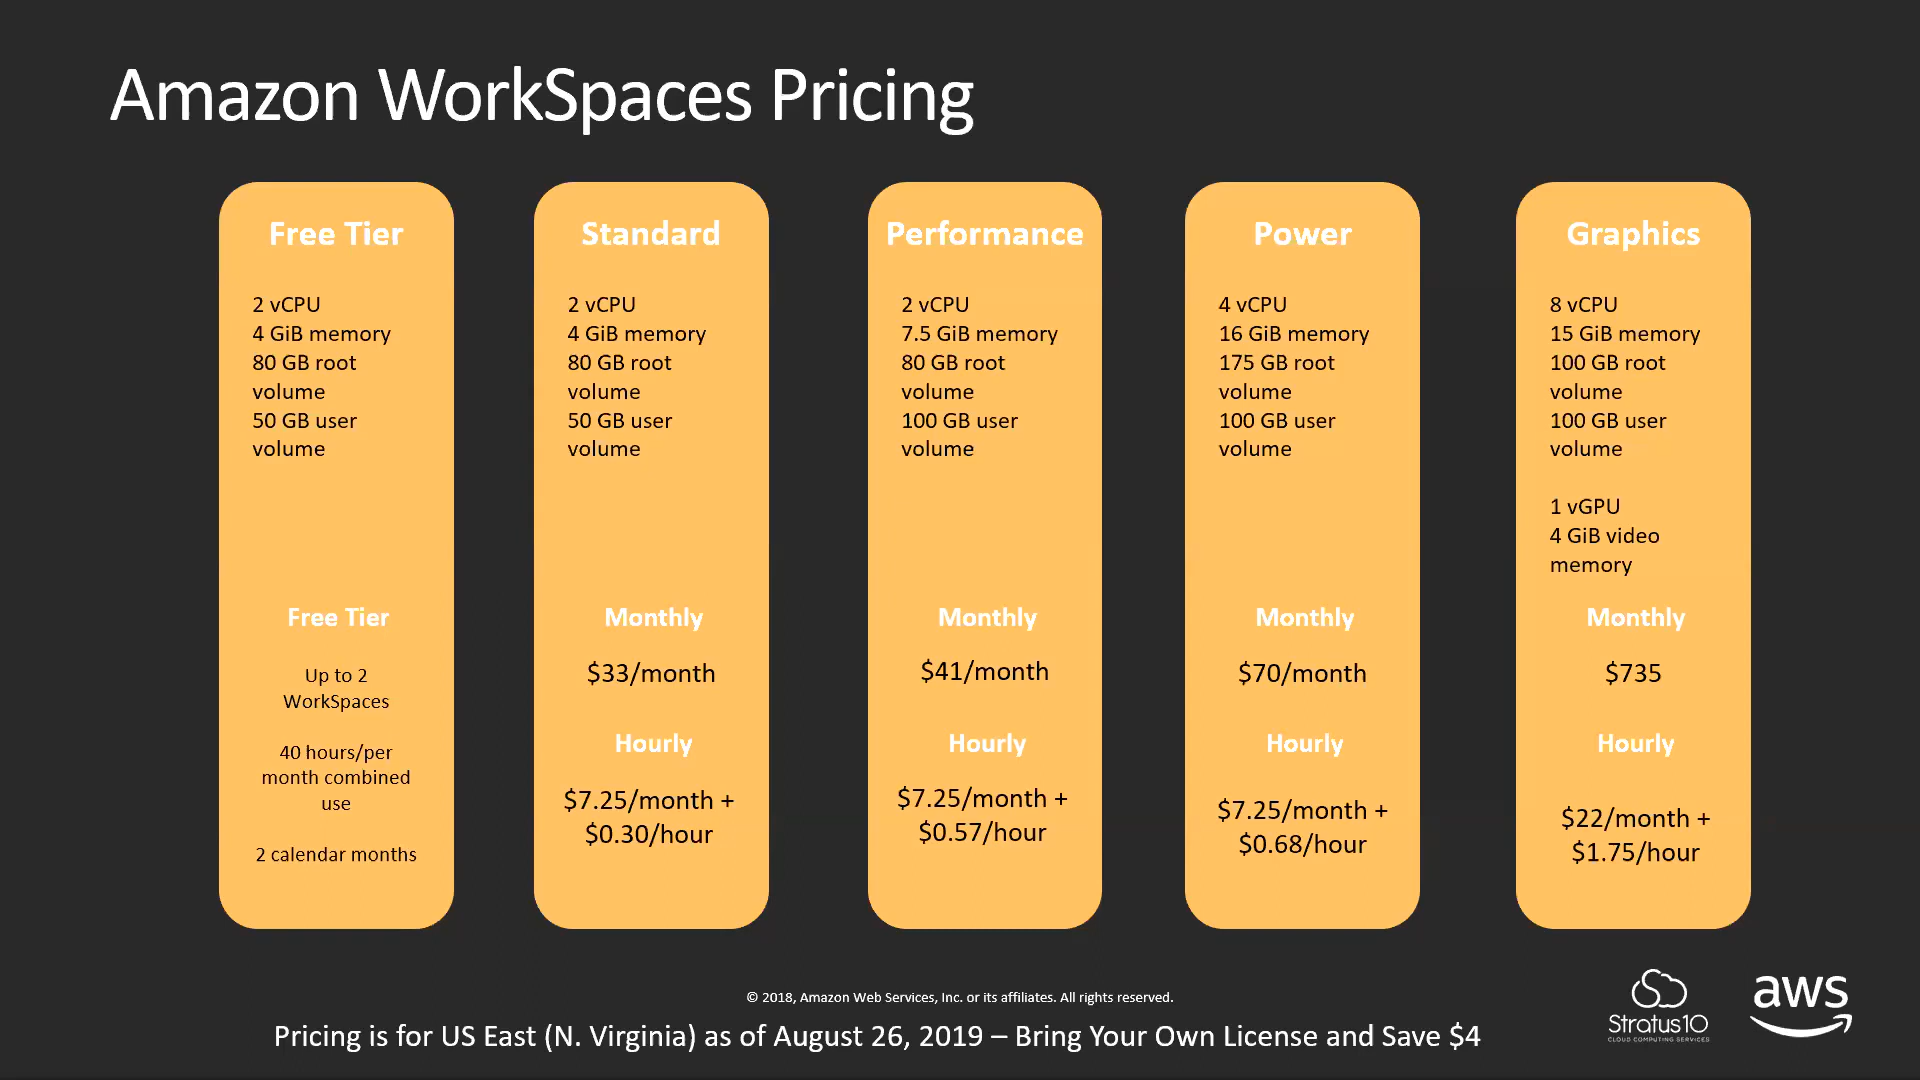 Amazon WorkSpaces Pricing
Free Tier
2 vCPU
4 GiB memory
80 GB root
volume
50 GB user
volume
Free Tier
Up to 2
WorkSpaces
40 hours/per
month combined
use
2 calendar months
Standard
2 vCPU
4 GiB memory
80 GB root
volume
50 GB user
volume
Monthly
$33/month
Hourly
$7.25/month +
$0.30/hour
Performance
2 vCPU
7.5 GiB memory
80 GB root
volume
100 GB user
volume
Monthly
$41/month
Hourly
$7.25/month +
$0.57/hour
Power
4 vCPU
16 GiB memory
175 GB root
volume
100 GB user
volume
Monthly
$70/month
Hourly
$7.25/month +
$0.68/hour
Graphics
8 vCPU
15 GiB memory
100 GB root
volume
100 GB user
volume
1 vGPU
4 GiB video
memory
Monthly
$735
Hourly
$22/month +
$1.75/hour
© 2018, Amazon Web Services, Inc. or its affiliates. All rights reserved.
Pricing is for US East (N. Virginia) as of August 26, 2019 – Bring Your Own License and Save $4
Stratus10
CLOUD COMPUTING SERVICES
aws